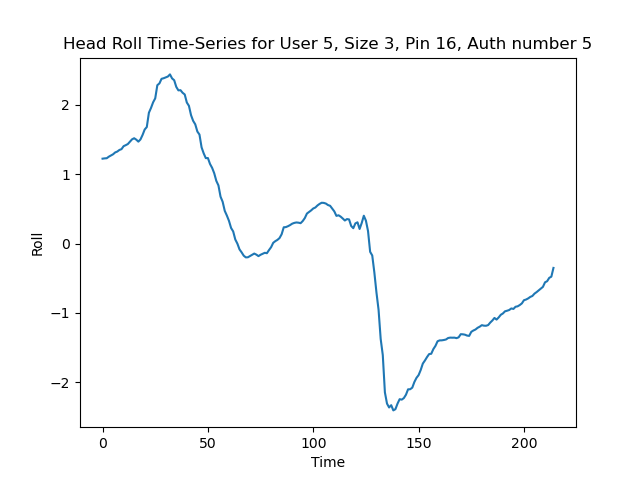 Head Roll Time-Series for User 5, Size 3, Pin 16, Auth number 5
2
1
0
−1
−2
Roll
0 50 100 150 200
Time